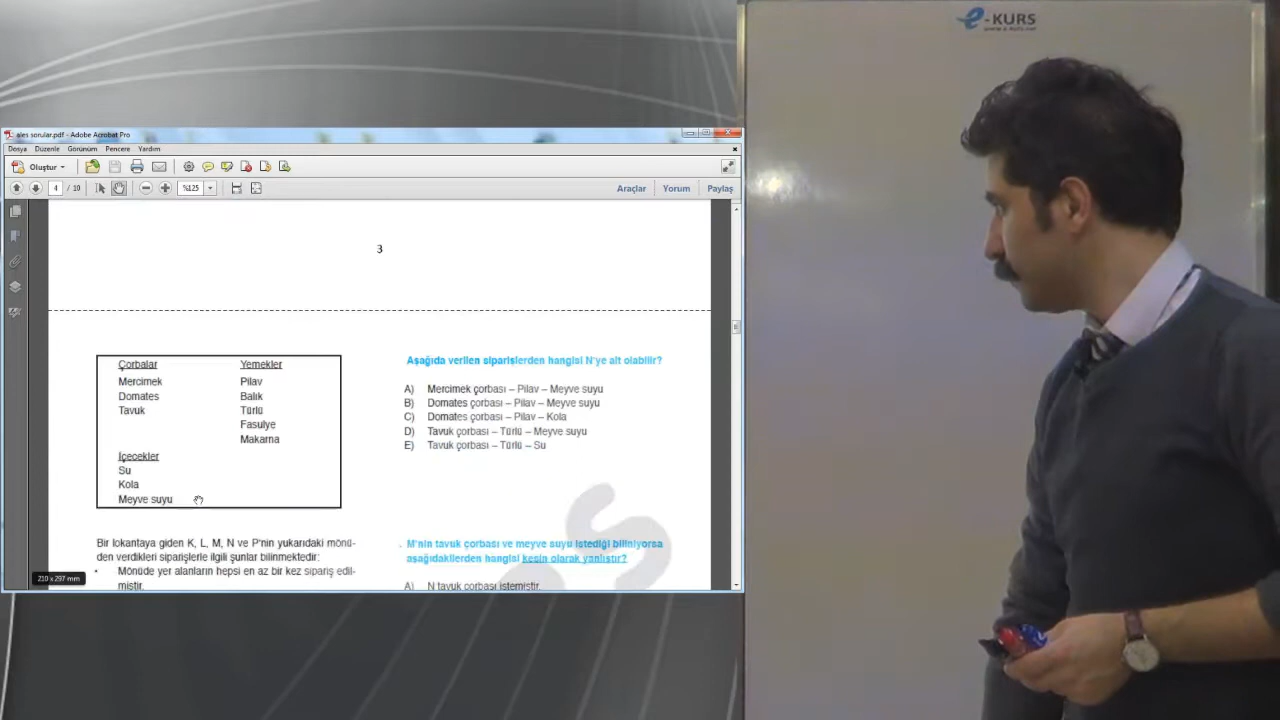 e-KURS
www.e-kurs.net
ales sorular.pdf - Adobe Acrobat Pro
Dosya Düzenle Görünüm Pencere Yardım
Oluştur
4 / 10
%125
Araçlar Yorum Paylaş
3
Çorbalar Yemekler
Mercimek Pilav
Domates Balık
Tavuk Türlü
Fasulye
Makarna
İçecekler
Su
Kola
Meyve suyu
Bir lokantaya giden K, L, M, N ve P'nin yukarıdaki mönü-
den verdikleri siparişlerle ilgili şunlar bilinmektedir:
• Mönüde yer alanların hepsi en az bir kez sipariş edil-
miştir.
210 x 297 mm
Aşağıda verilen siparişlerden hangisi N'ye ait olabilir?
A) Mercimek çorbası – Pilav – Meyve suyu
B) Domates çorbası – Pilav – Meyve suyu
C) Domates çorbası – Pilav – Kola
D) Tavuk çorbası – Türlü – Meyve suyu
E) Tavuk çorbası – Türlü – Su
M'nin tavuk çorbası ve meyve suyu istediği biliniyorsa
aşağıdakilerden hangisi kesin olarak yanlıştır?
A) N tavuk çorbası istemiştir.
S